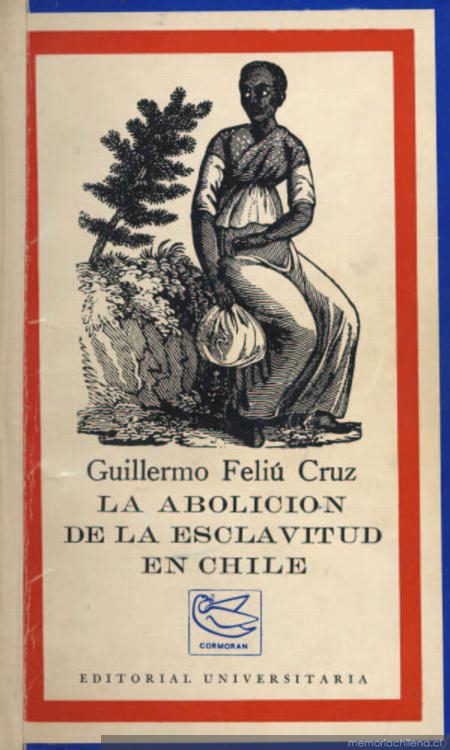 Guillermo Feliú Cruz
LA ABOLICION
DE LA ESCLAVITUD
EN CHILE
CORMORAN
EDITORIAL UNIVERSITARIA
memoriachilena.cl